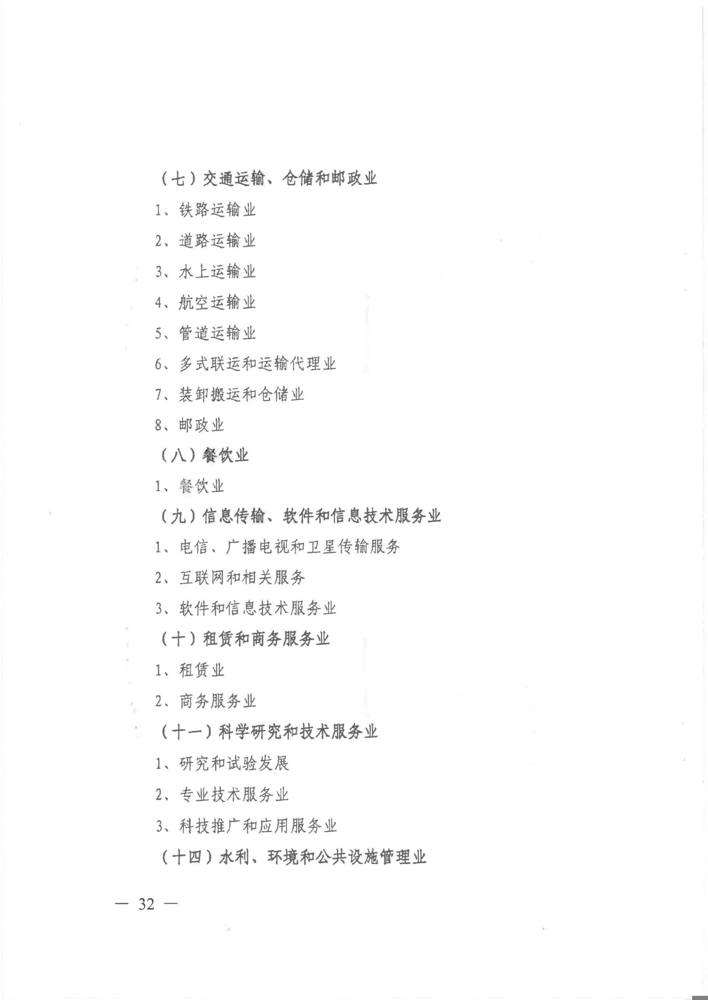 （七）交通运输、仓储和邮政业
1、铁路运输业
2、道路运输业
3、水上运输业
4、航空运输业
5、管道运输业
6、多式联运和运输代理业
7、装卸搬运和仓储业
8、邮政业
（八）餐饮业
1、餐饮业
（九）信息传输、软件和信息技术服务业
1、电信、广播电视和卫星传输服务
2、互联网和相关服务
3、软件和信息技术服务业
（十）租赁和商务服务业
1、租赁业
2、商务服务业
（十一）科学研究和技术服务业
1、研究和试验发展
2、专业技术服务业
3、科技推广和应用服务业
（十四）水利、环境和公共设施管理业
— 32 —